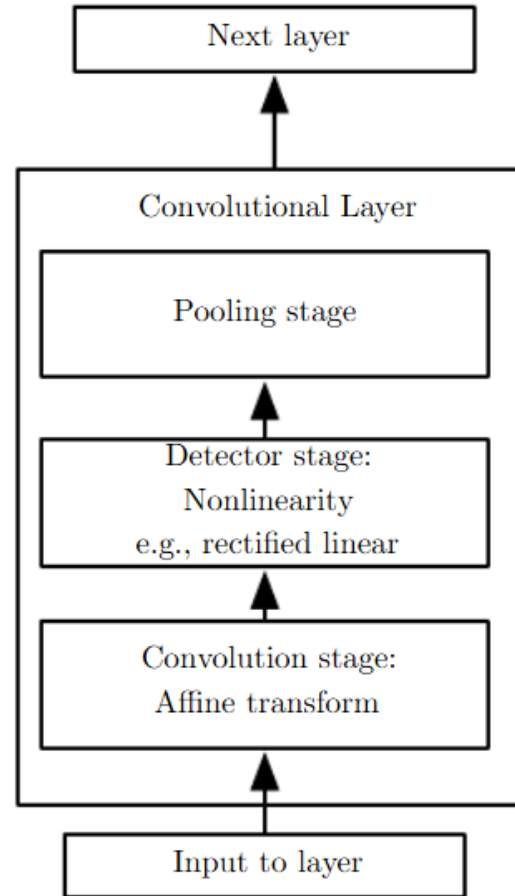 Next layer
Convolutional Layer
Pooling stage
Detector stage:
Nonlinearity
e.g., rectified linear
Convolution stage:
Affine transform
Input to layer